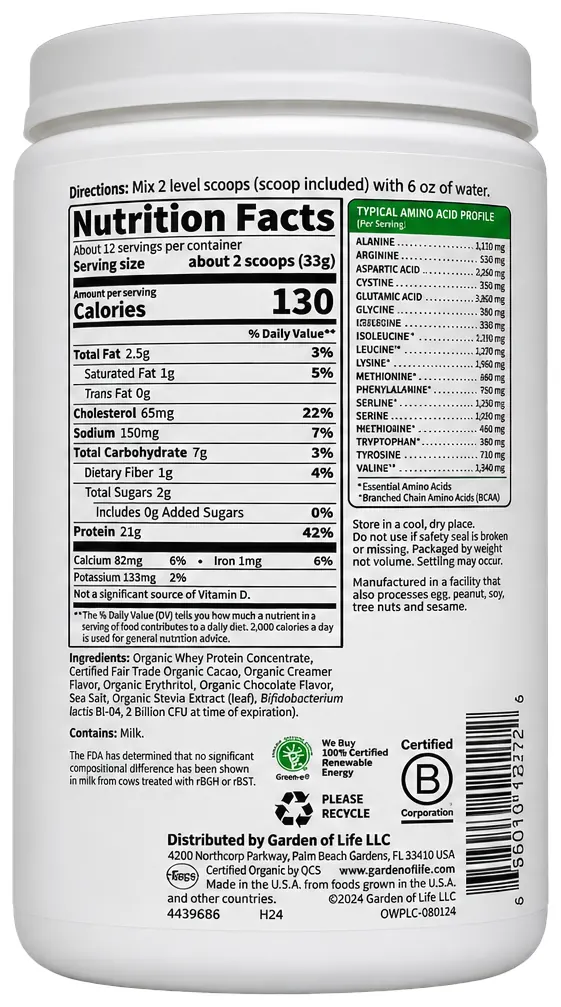 Directions: Mix 2 level scoops (scoop included) with 6 oz of water.
Nutrition Facts
About 12 servings per container
Serving size about 2 scoops (33g)
Amount per serving
Calories 130
% Daily Value**
Total Fat 2.5g 3%
Saturated Fat 1g 5%
Trans Fat 0g
Cholesterol 65mg 22%
Sodium 150mg 7%
Total Carbohydrate 7g 3%
Dietary Fiber 1g 4%
Total Sugars 2g
Includes 0g Added Sugars 0%
Protein 21g 42%
Calcium 82mg 6% • Iron 1mg 6%
Potassium 133mg 2%
Not a significant source of Vitamin D.
**The % Daily Value (DV) tells you how much a nutrient in a
serving of food contributes to a daily diet. 2,000 calories a day
is used for general nutrition advice.
TYPICAL AMINO ACID PROFILE
(Per Serving)
ALANINE 1,110 mg
ARGININE 530 mg
ASPARTIC ACID 2,260 mg
CYSTINE 350 mg
GLUTAMIC ACID mg
GLYCINE 380 mg
330 mg
ISOLEUCINE* mg
LEUCINE* 1,270 mg
LYSINE* 1,960 mg
METHIONINE* 660 mg
750 mg
SERLINE* 1,250 mg
SERINE mg
460 mg
TRYPTOPHAN* 360 mg
TYROSINE 710 mg
VALINE** 1,340 mg
*Essential Amino Acids
*Branched Chain Amino Acids (BCAA)
Store in a cool, dry place.
Do not use if safety seal is broken
or missing. Packaged by weight
not volume. Settling may occur.
Manufactured in a facility that
also processes egg, peanut, soy,
tree nuts and sesame.
Ingredients: Organic Whey Protein Concentrate,
Certified Fair Trade Organic Cacao, Organic Creamer
Flavor, Organic Erythritol, Organic Chocolate Flavor,
Sea Salt, Organic Stevia Extract (leaf), Bifidobacterium
lactis Bl-04, 2 Billion CFU at time of expiration).
Contains: Milk.
The FDA has determined that no significant
compositional difference has been shown
in milk from cows treated with rBGH or rBST.
Green-e®
We Buy
100% Certified
Renewable
Energy
PLEASE
RECYCLE
Certified
B
Corporation
Distributed by Garden of Life LLC
4200 Northcorp Parkway, Palm Beach Gardens, FL 33410 USA
Certified Organic by QCS www.gardenoflife.com
Made in the U.S.A. from foods grown in the U.S.A.
and other countries. ©2024 Garden of Life LLC
4439686 H24 OWPLC-080124